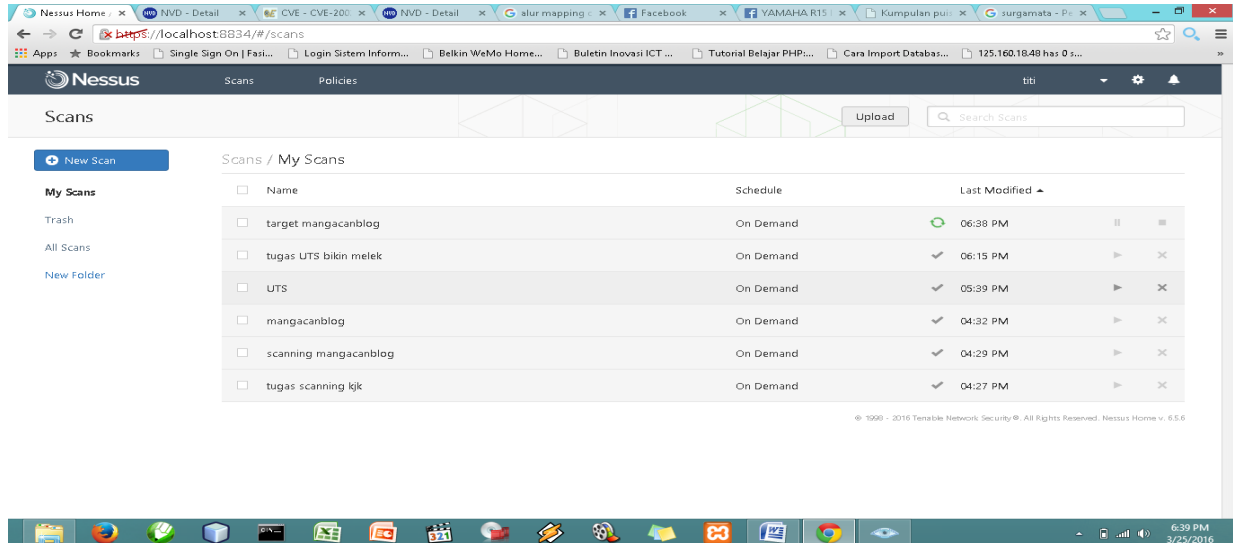 Nessus Home / NVD - Detail CVE - CVE-200 NVD - Detail alur mapping c Facebook YAMAHA R15 F Kumpulan puis surgamata - Pe
https://localhost:8834/#/scans
Apps Bookmarks Single Sign On | Fasi... Login Sistem Inform... Belkin WeMo Home... Buletin Inovasi ICT ... Tutorial Belajar PHP:... Cara Import Databas... 125.160.18.48 has 0 s... »
Nessus Scans Policies titi
Scans Upload Search Scans
New Scan
Scans / My Scans
My Scans
Trash
All Scans
New Folder
Name Schedule Last Modified
target mangacanblog On Demand 06:38 PM
tugas UTS bikin melek On Demand 06:15 PM
UTS On Demand 05:39 PM
mangacanblog On Demand 04:32 PM
scanning mangacanblog On Demand 04:29 PM
tugas scanning kjk On Demand 04:27 PM
© 1998 - 2016 Tenable Network Security®. All Rights Reserved. Nessus Home v. 6.5.6
321
6:39 PM
3/25/2016